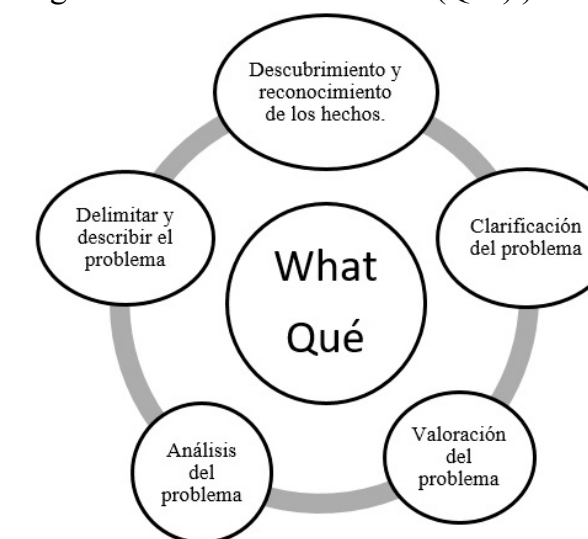 Descubrimiento y
reconocimiento
de los hechos.
Clarificación
del problema
Valoración
del
problema
Análisis
del
problema
Delimitar y
describir el
problema
What
Qué